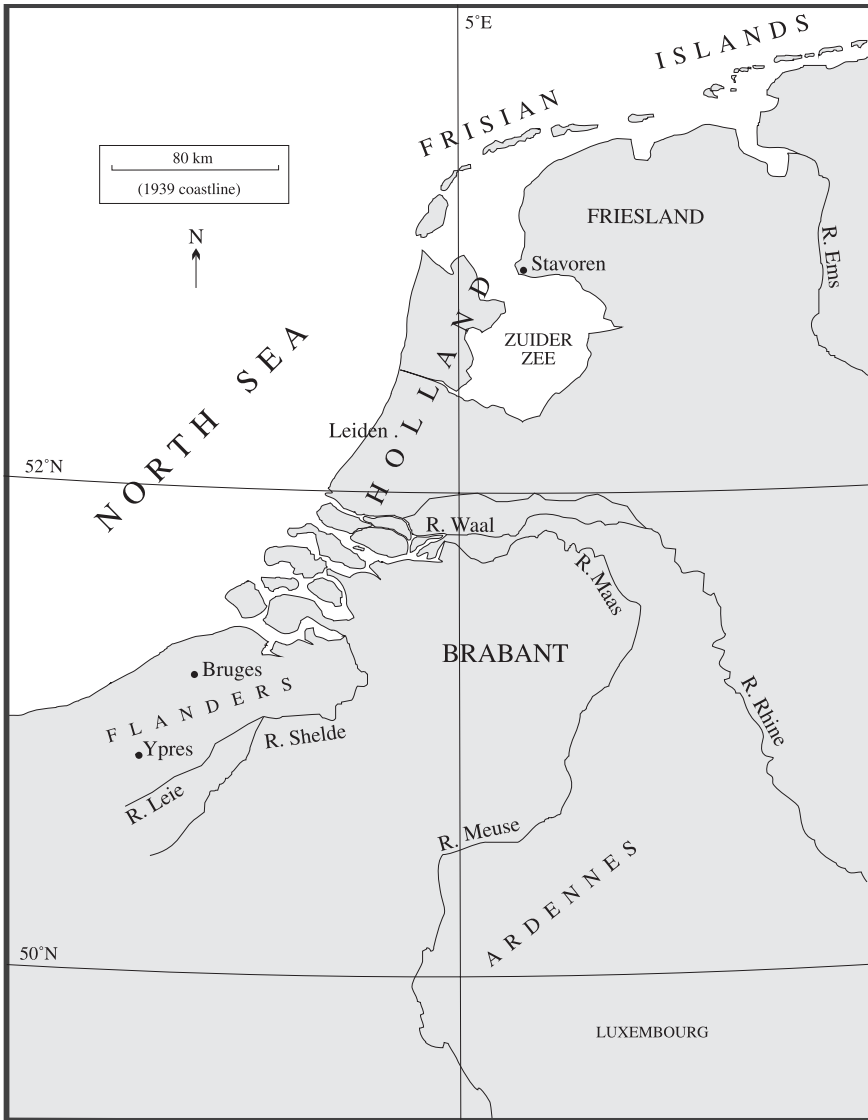 5°E
FRISIAN ISLANDS
80 km
(1939 coastline)
N
FRIESLAND
R. Ems
Stavoren
NORTH SEA
ZUIDER
ZEE
HOLLAND
Leiden
52°N
R. Waal
R. Maas
BRABANT
Bruges
FLANDERS
R. Rhine
R. Shelde
Ypres
R. Leie
R. Meuse
ARDENNES
50°N
LUXEMBOURG